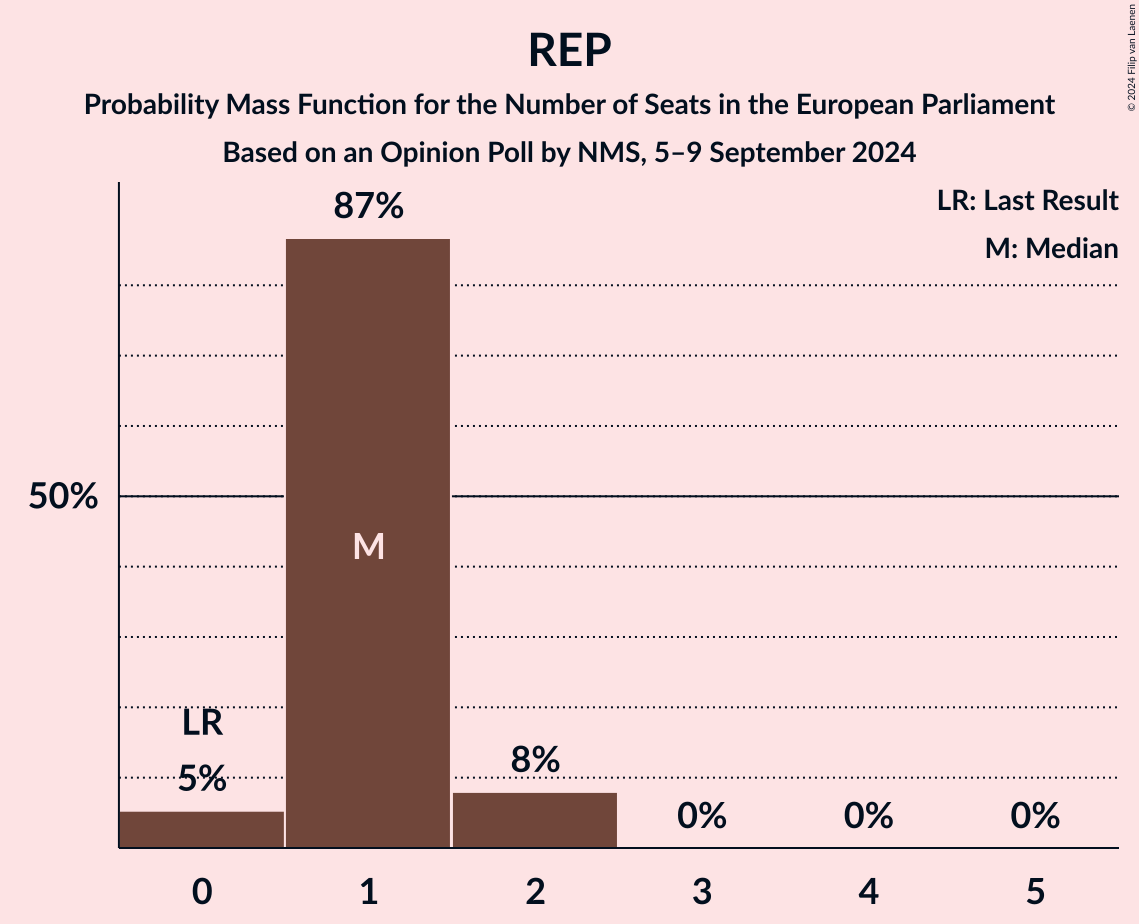 REP
Probability Mass Function for the Number of Seats in the European Parliament
Based on an Opinion Poll by NMS, 5–9 September 2024
© 2024 Filip van Laenen
LR: Last Result
M: Median
87%
50%
M
LR
5%
8%
0%
0%
0%
0
1
2
3
4
5